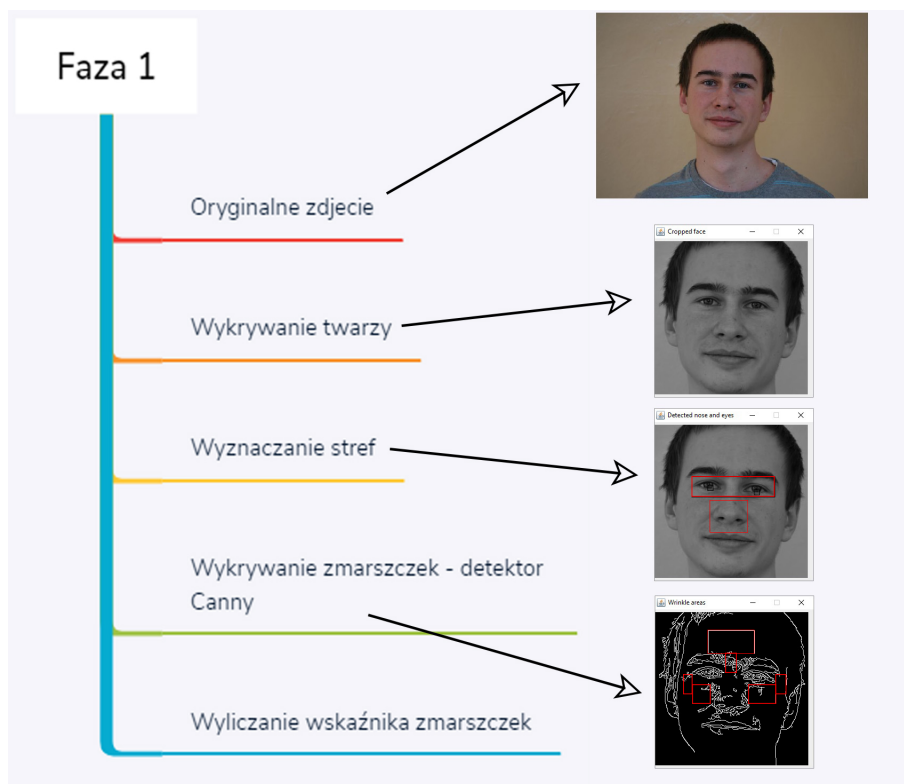 Faza 1
Oryginalne zdjecie
Cropped face
Wykrywanie twarzy
Detected nose and eyes
Wyznaczanie stref
Wykrywanie zmarszczek - detektor
Canny
Wrinkle areas
Wyliczanie wskaźnika zmarszczek